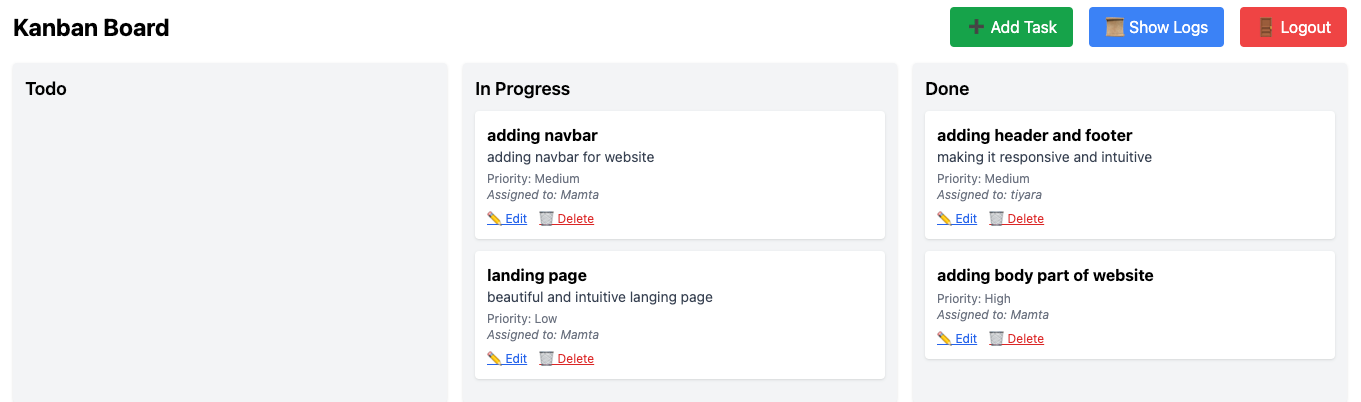 Kanban Board
➕ Add Task
📜 Show Logs
🚪 Logout
Todo
In Progress
adding navbar
adding navbar for website
Priority: Medium
Assigned to: Mamta
✏️ Edit 🗑️ Delete
landing page
beautiful and intuitive langing page
Priority: Low
Assigned to: Mamta
✏️ Edit 🗑️ Delete
Done
adding header and footer
making it responsive and intuitive
Priority: Medium
Assigned to: tiyara
✏️ Edit 🗑️ Delete
adding body part of website
Priority: High
Assigned to: Mamta
✏️ Edit 🗑️ Delete